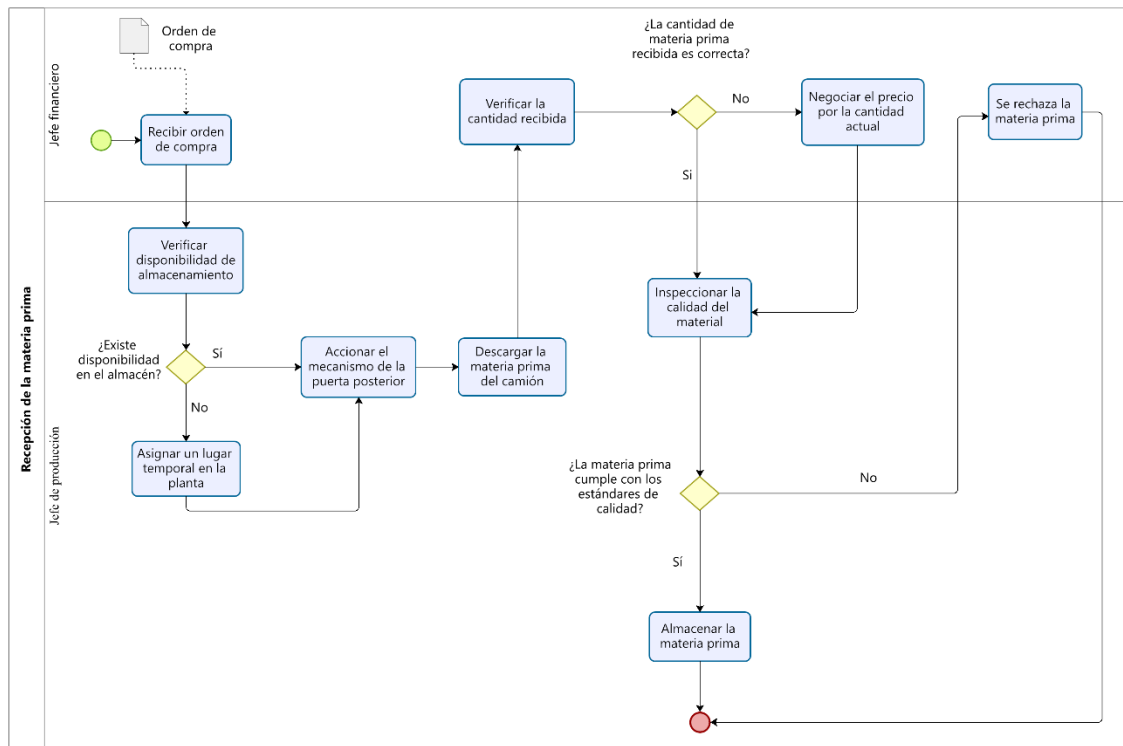 Recepción de la materia prima
Jefe financiero
Orden de
compra
Recibir orden
de compra
Verificar la
cantidad recibida
¿La cantidad de
materia prima
recibida es correcta?
No
Si
Negociar el precio
por la cantidad
actual
Se rechaza la
materia prima
Jefe de producción
Verificar
disponibilidad de
almacenamiento
¿Existe
disponibilidad
en el almacén?
Sí
No
Asignar un lugar
temporal en la
planta
Accionar el
mecanismo de la
puerta posterior
Descargar la
materia prima
del camión
Inspeccionar la
calidad del
material
¿La materia prima
cumple con los
estándares de
calidad?
No
Sí
Almacenar la
materia prima